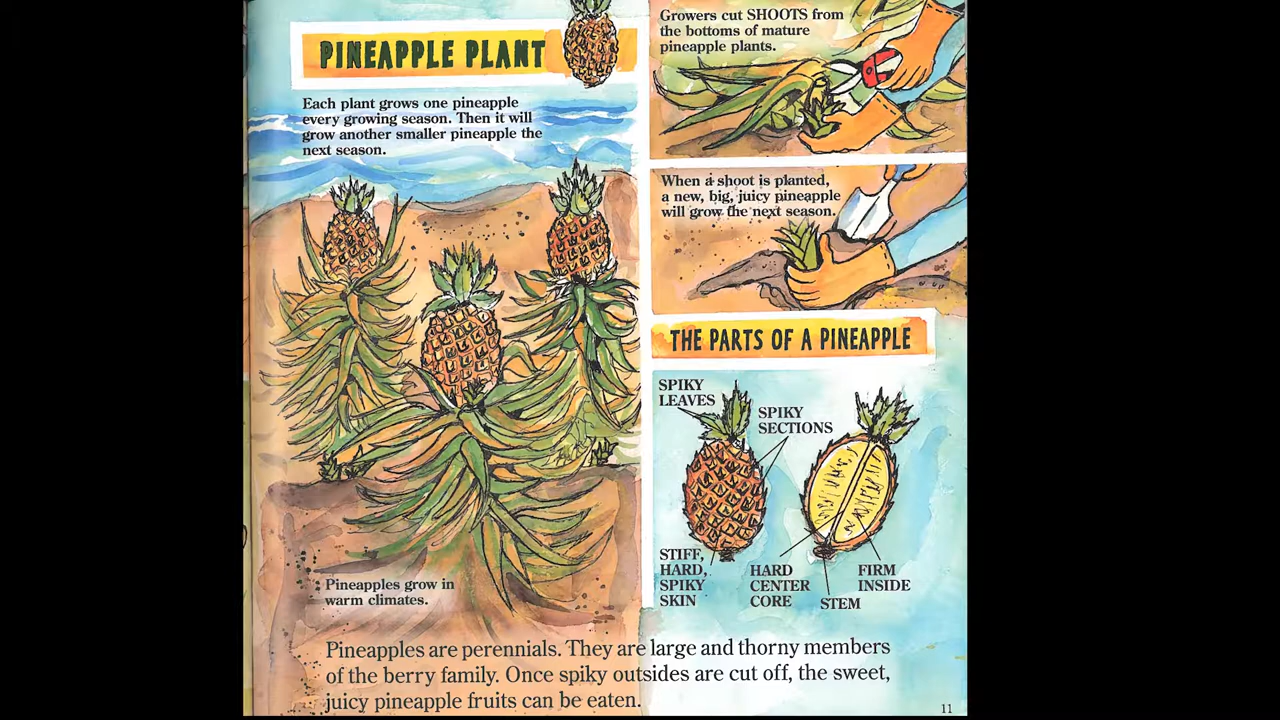 PINEAPPLE PLANT
Each plant grows one pineapple
every growing season. Then it will
grow another smaller pineapple the
next season.
Pineapples grow in
warm climates.
Growers cut SHOOTS from
the bottoms of mature
pineapple plants.
When a shoot is planted,
a new, big, juicy pineapple
will grow the next season.
THE PARTS OF A PINEAPPLE
SPIKY
LEAVES
SPIKY
SECTIONS
STIFF,
HARD,
SPIKY
SKIN
HARD
CENTER
CORE
STEM
FIRM
INSIDE
Pineapples are perennials. They are large and thorny members
of the berry family. Once spiky outsides are cut off, the sweet,
juicy pineapple fruits can be eaten.
11